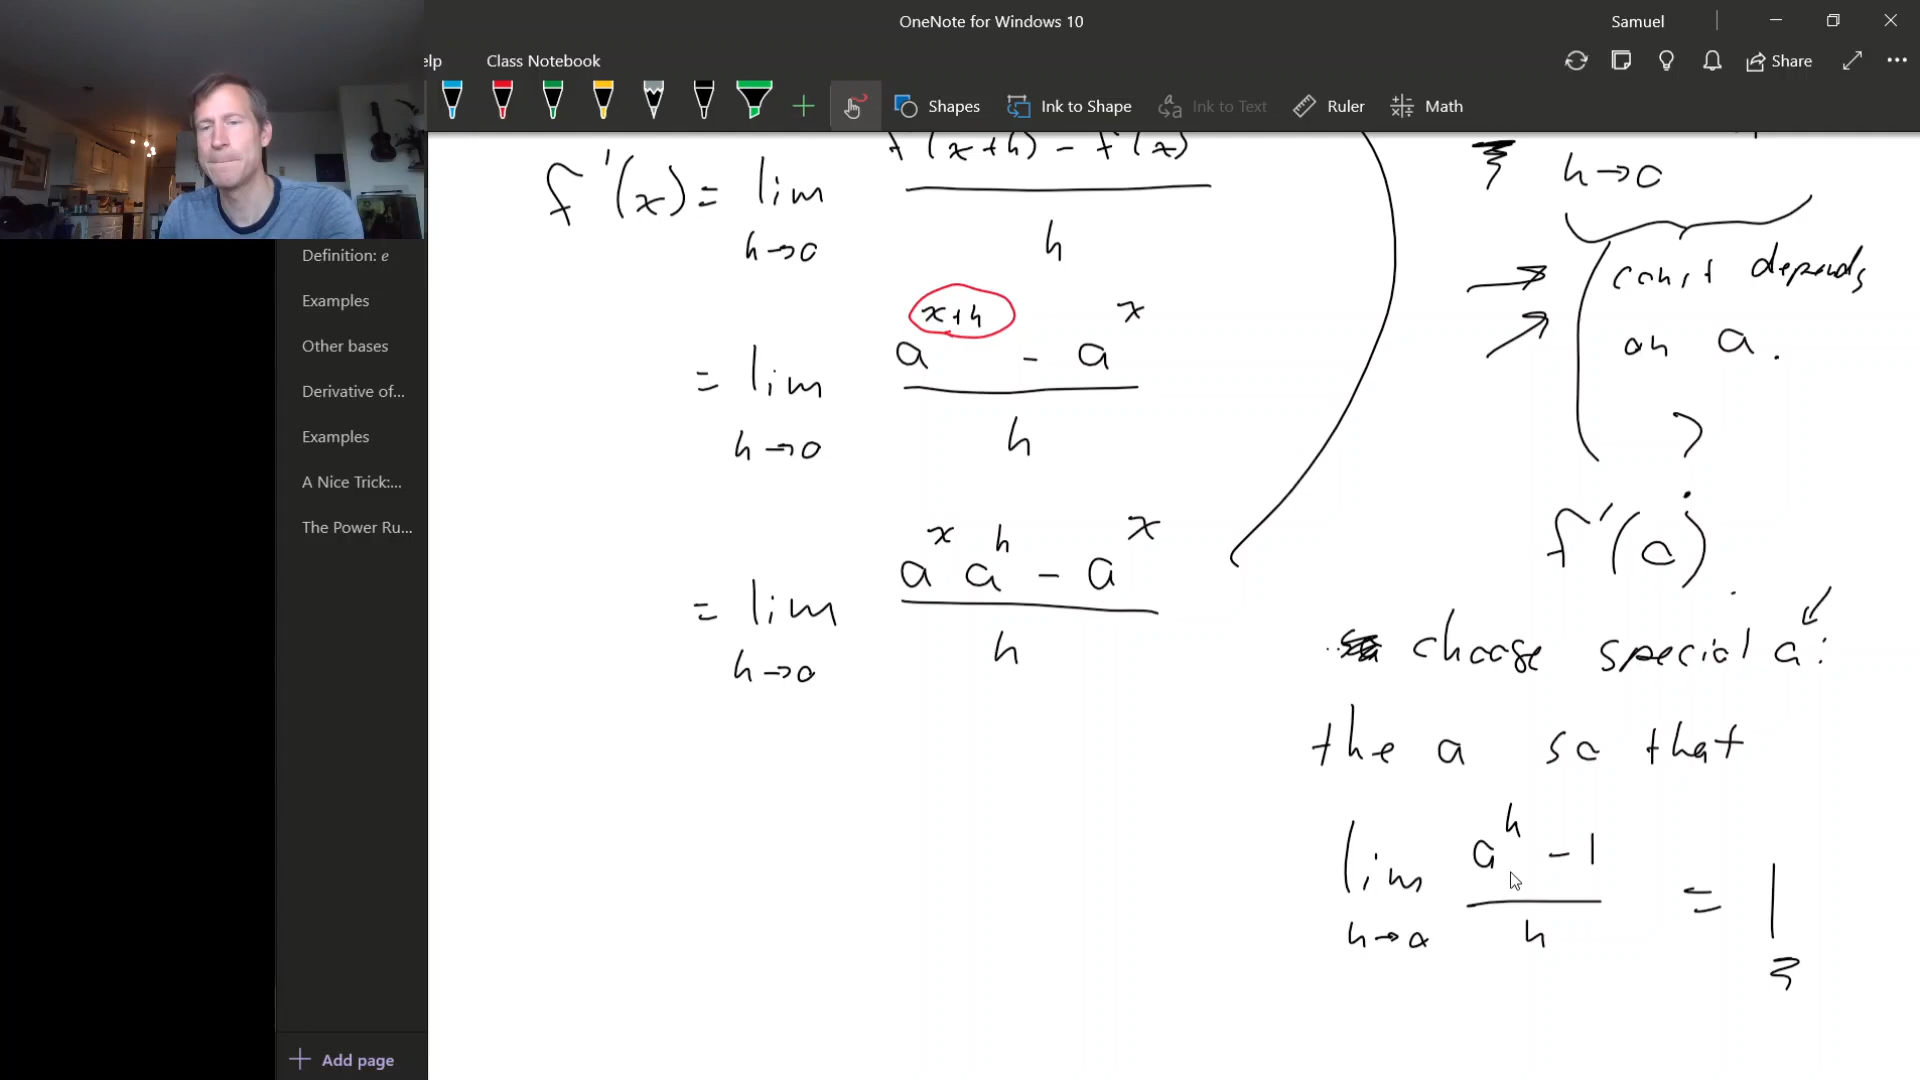 OneNote for Windows 10
Samuel
elp
Class Notebook
Share
Shapes
Ink to Shape
Ink to Text
Ruler
Math
Definition: e
Examples
Other bases
Derivative of...
Examples
A Nice Trick:...
The Power Ru...
Add page
f(x+h) - f(x)
f'(x) = lim
h→0
h
x+h x
= lim a - a
h→0
h
x h x
= lim a a - a
h→0
h
h→0
const depends
on a.
?
f'(0).
choose special a:
the a so that
h
lim a - 1 = 1
h→0 h